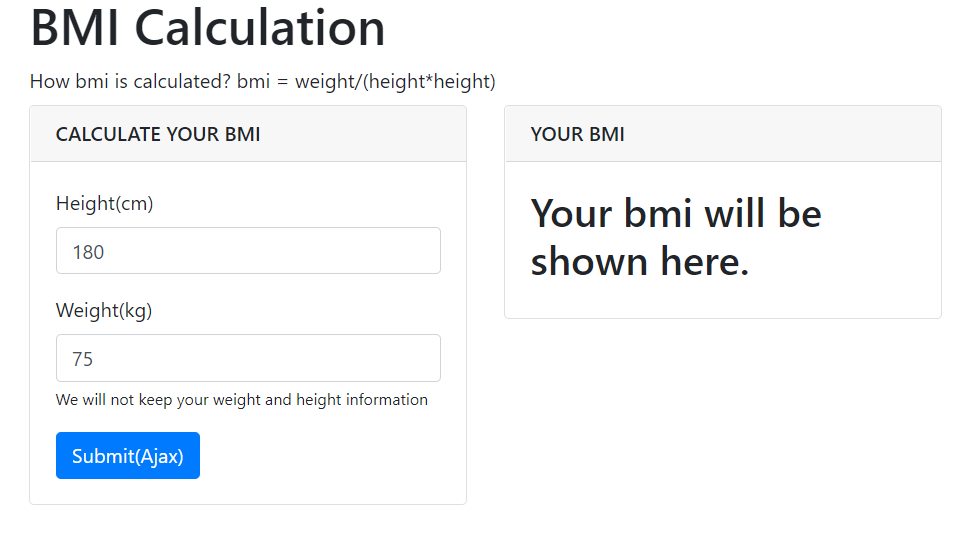 BMI Calculation
How bmi is calculated? bmi = weight/(height*height)
CALCULATE YOUR BMI
Height(cm)
180
Weight(kg)
75
We will not keep your weight and height information
Submit(Ajax)
YOUR BMI
Your bmi will be
shown here.